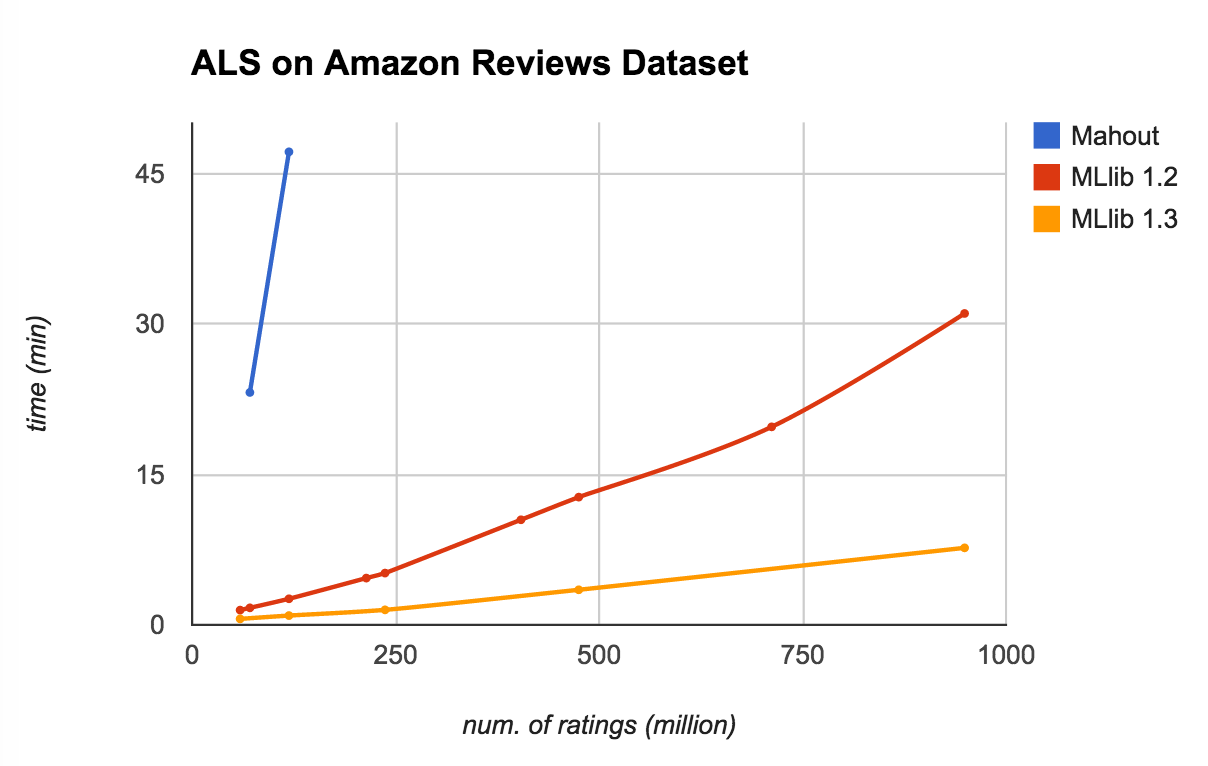 ALS on Amazon Reviews Dataset
Mahout
MLlib 1.2
MLlib 1.3
45
30
15
0
time (min)
0 250 500 750 1000
num. of ratings (million)